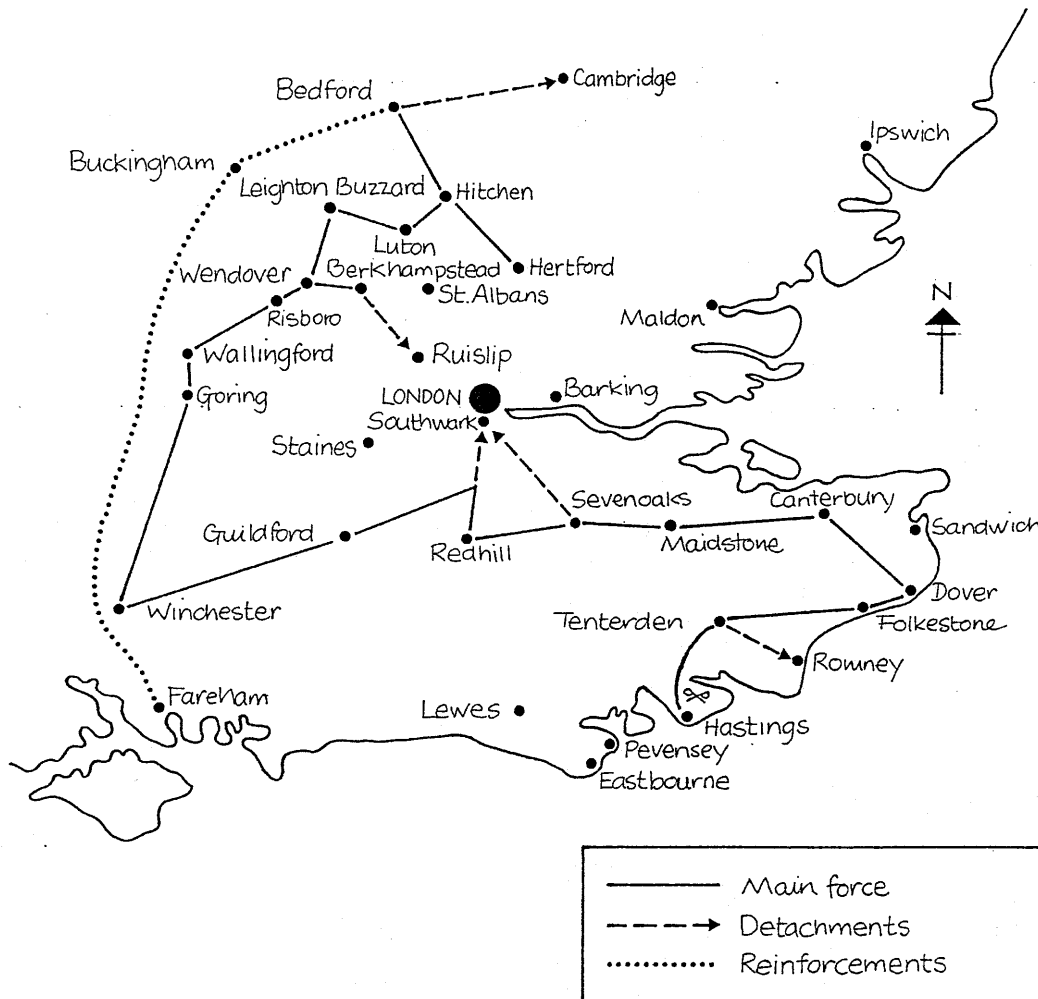 Bedford
Cambridge
Ipswich
Buckingham
Leighton Buzzard
Hitchen
Luton
Wendover
Berkhampstead
Hertford
St. Albans
Risboro
Maldon
N
Wallingford
Ruislip
Goring
LONDON
Barking
Southwark
Staines
Sevenoaks
Canterbury
Guildford
Redhill
Maidstone
Sandwich
Winchester
Dover
Tenterden
Folkestone
Romney
Fareham
Lewes
Hastings
Pevensey
Eastbourne
Main force
Detachments
Reinforcements